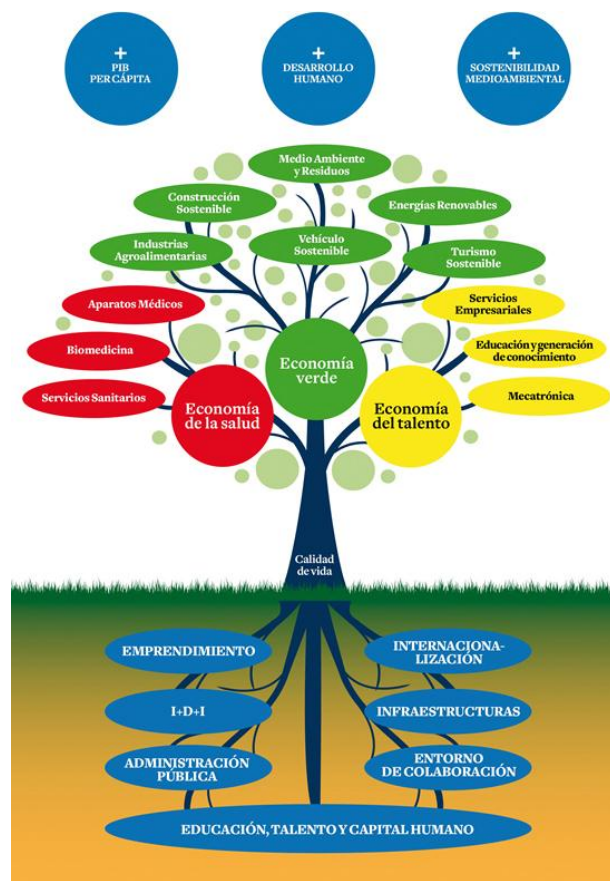 +
PIB
PER CÁPITA
+
DESARROLLO
HUMANO
+
SOSTENIBILIDAD
MEDIOAMBIENTAL
Medio Ambiente
y Residuos
Construcción
Sostenible
Energías Renovables
Industrias
Agroalimentarias
Vehículo
Sostenible
Turismo
Sostenible
Aparatos Médicos
Servicios
Empresariales
Biomedicina
Economía
verde
Educación y generación
de conocimiento
Servicios Sanitarios
Economía
de la salud
Economía
del talento
Mecatrónica
Calidad
de vida
EMPRENDIMIENTO
INTERNACIONA-
LIZACIÓN
I+D+I
INFRAESTRUCTURAS
ADMINISTRACIÓN
PÚBLICA
ENTORNO
DE COLABORACIÓN
EDUCACIÓN, TALENTO Y CAPITAL HUMANO